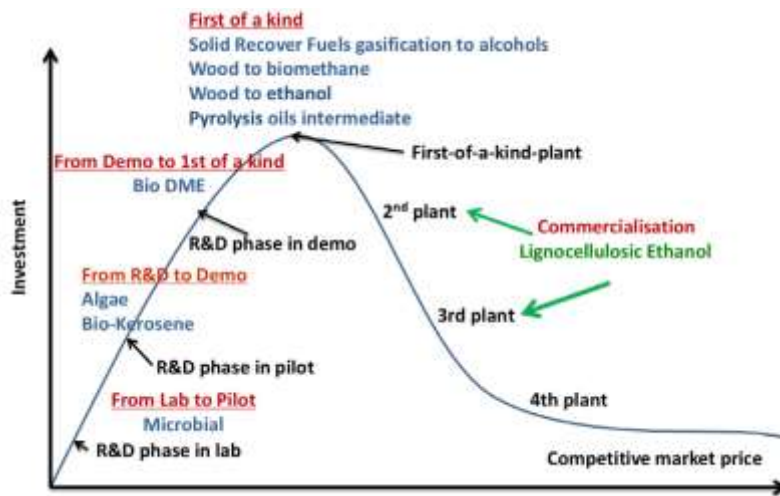 First of a kind
Solid Recover Fuels gasification to alcohols
Wood to biomethane
Wood to ethanol
Pyrolysis oils intermediate
First-of-a-kind-plant
From Demo to 1st of a kind
Bio DME
2nd plant
Commercialisation
Lignocellulosic Ethanol
R&D phase in demo
Investment
From R&D to Demo
Algae
Bio-Kerosene
3rd plant
R&D phase in pilot
From Lab to Pilot
Microbial
4th plant
R&D phase in lab
Competitive market price